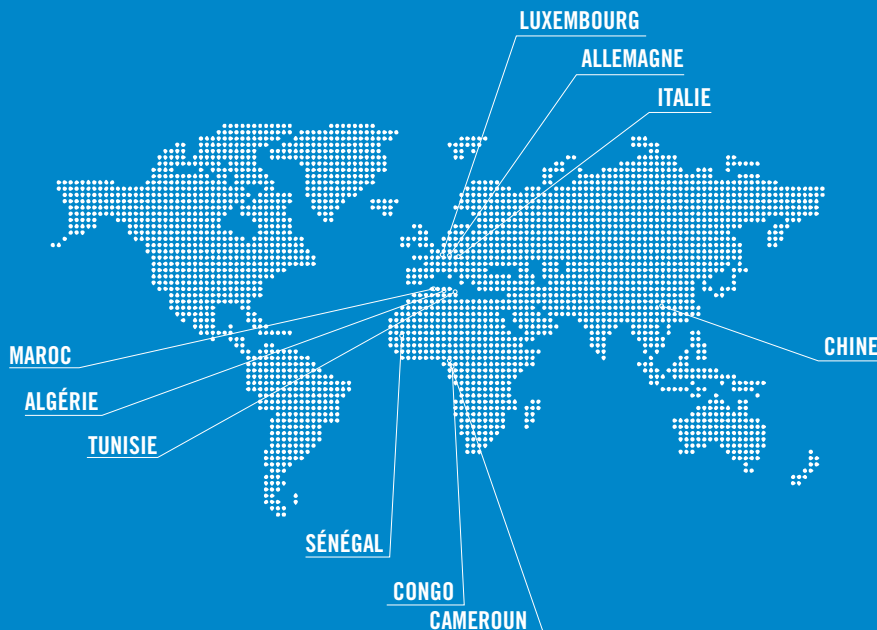 LUXEMBOURG
ALLEMAGNE
ITALIE
MAROC
CHINE
ALGÉRIE
TUNISIE
SÉNÉGAL
CONGO
CAMEROUN